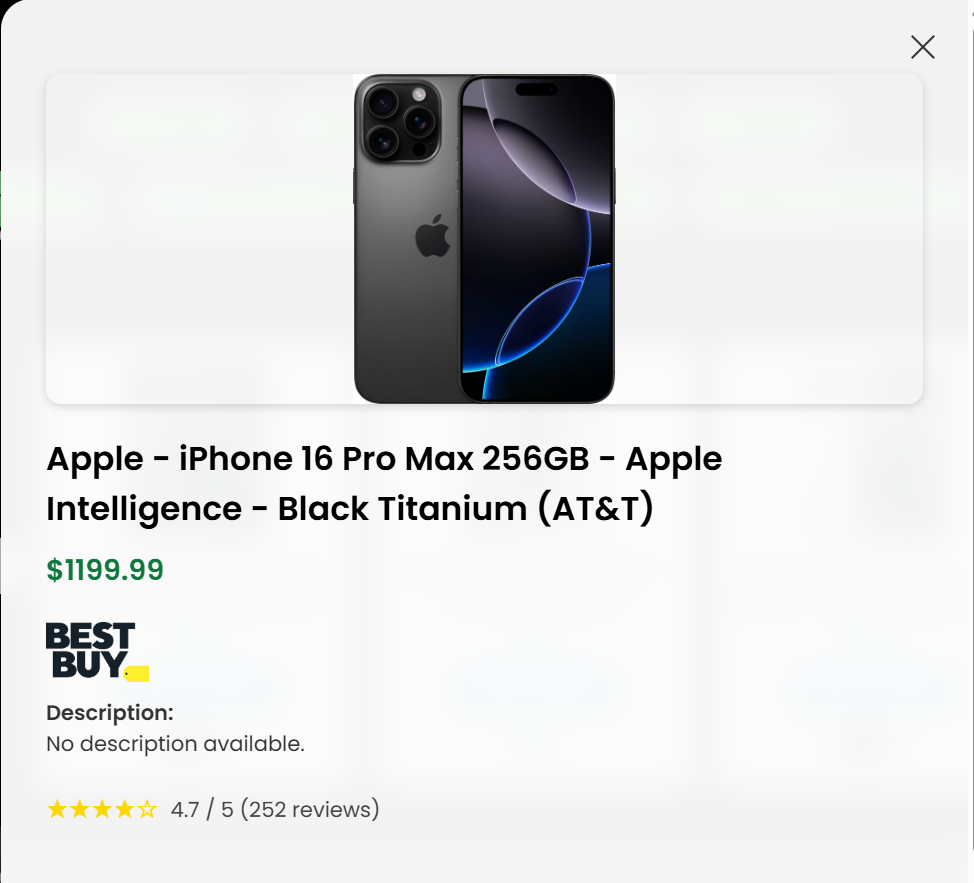 Apple - iPhone 16 Pro Max 256GB - Apple
Intelligence - Black Titanium (AT&T)
$1199.99
BEST
BUY
Description:
No description available.
★★★★☆ 4.7 / 5 (252 reviews)